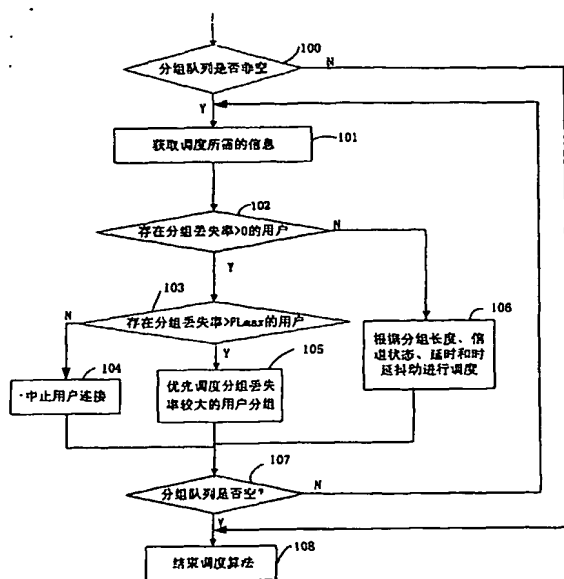 100
分组队列是否非空
N
Y
获取调度所需的信息
101
102
存在分组丢失率>0的用户
N
Y
103
存在分组丢失率>PLmax的用户
N
Y
104
中止用户连接
105
优先调度分组丢失
率较大的用户分组
106
根据分组长度、信
道状态、延时和时
延抖动进行调度
107
分组队列是否空?
N
Y
结束调度算法
108